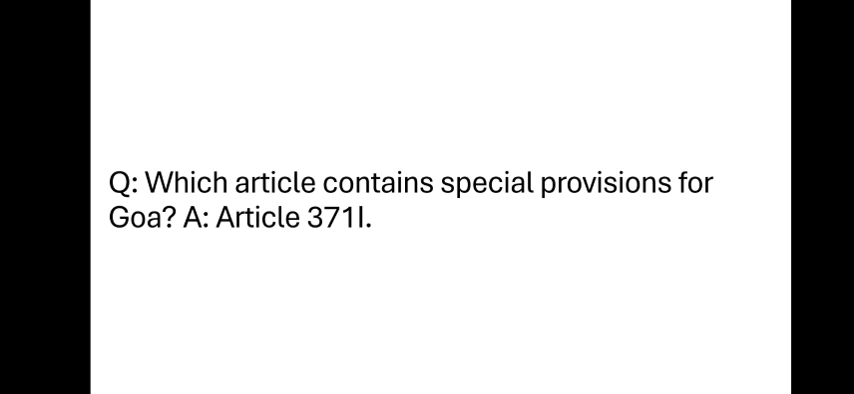 Q: Which article contains special provisions for
Goa? A: Article 371I.